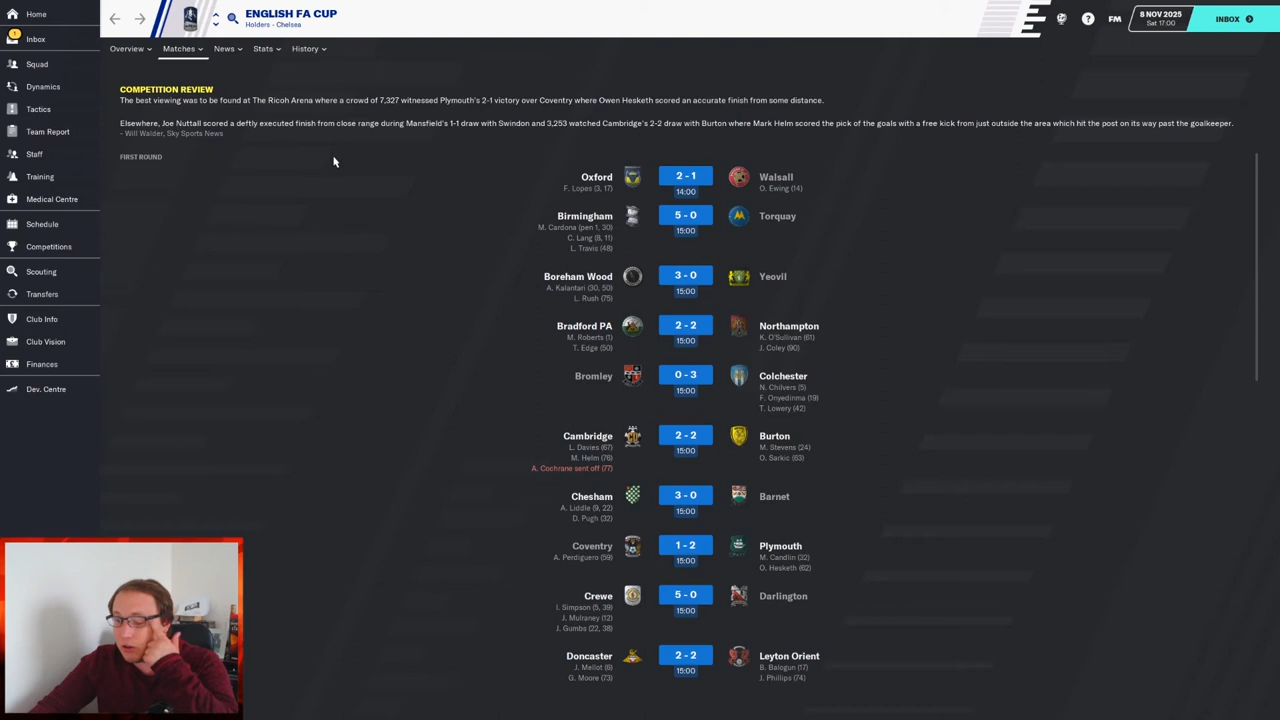 Home
ENGLISH FA CUP
Holders - Chelsea
FM
8 NOV 2025
Sat 17:00
INBOX
1
Inbox
Overview
Matches
News
Stats
History
Squad
Dynamics
Tactics
Team Report
Staff
Training
Medical Centre
Schedule
Competitions
Scouting
Transfers
Club Info
Club Vision
Finances
Dev. Centre
COMPETITION REVIEW
The best viewing was to be found at The Ricoh Arena where a crowd of 7,327 witnessed Plymouth's 2-1 victory over Coventry where Owen Hesketh scored an accurate finish from some distance.
Elsewhere, Joe Nuttall scored a deftly executed finish from close range during Mansfield's 1-1 draw with Swindon and 3,253 watched Cambridge's 2-2 draw with Burton where Mark Helm scored the pick of the goals with a free kick from just outside the area which hit the post on its way past the goalkeeper.
- Will Walder, Sky Sports News
FIRST ROUND
Oxford 2 - 1 Walsall
F. Lopes (3, 17) 14:00 O. Ewing (14)
Birmingham 5 - 0 Torquay
M. Cardona (pen 1, 30) 15:00
C. Lang (8, 11)
L. Travis (48)
Boreham Wood 3 - 0 Yeovil
A. Kalantari (30, 50) 15:00
L. Rush (75)
Bradford PA 2 - 2 Northampton
M. Roberts (1) 15:00 K. O'Sullivan (61)
T. Edge (50) J. Coley (90)
Bromley 0 - 3 Colchester
15:00 N. Chilvers (5)
F. Onyedinma (19)
T. Lowery (42)
Cambridge 2 - 2 Burton
L. Davies (67) 15:00 M. Stevens (24)
M. Helm (76) O. Sarkic (63)
A. Cochrane sent off (77)
Chesham 3 - 0 Barnet
A. Liddle (9, 22) 15:00
D. Pugh (32)
Coventry 1 - 2 Plymouth
A. Perdiguero (59) 15:00 M. Candlin (32)
O. Hesketh (62)
Crewe 5 - 0 Darlington
I. Simpson (5, 39) 15:00
J. Mulraney (12)
J. Gumbs (22, 38)
Doncaster 2 - 2 Leyton Orient
J. Mellot (6) 15:00 B. Balogun (17)
G. Moore (73) J. Phillips (74)